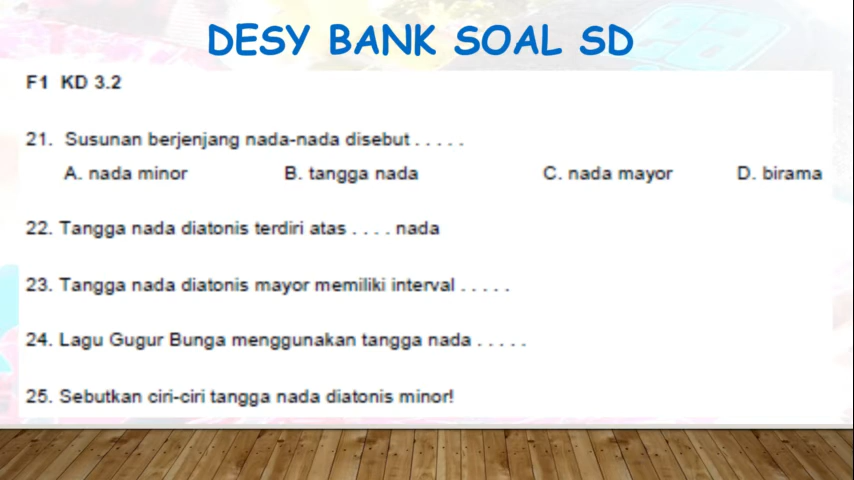 DESY BANK SOAL SD
F1 KD 3.2
21. Susunan berjenjang nada-nada disebut . . . . .
A. nada minor B. tangga nada C. nada mayor D. birama
22. Tangga nada diatonis terdiri atas . . . . nada
23. Tangga nada diatonis mayor memiliki interval . . . . .
24. Lagu Gugur Bunga menggunakan tangga nada . . . . .
25. Sebutkan ciri-ciri tangga nada diatonis minor!